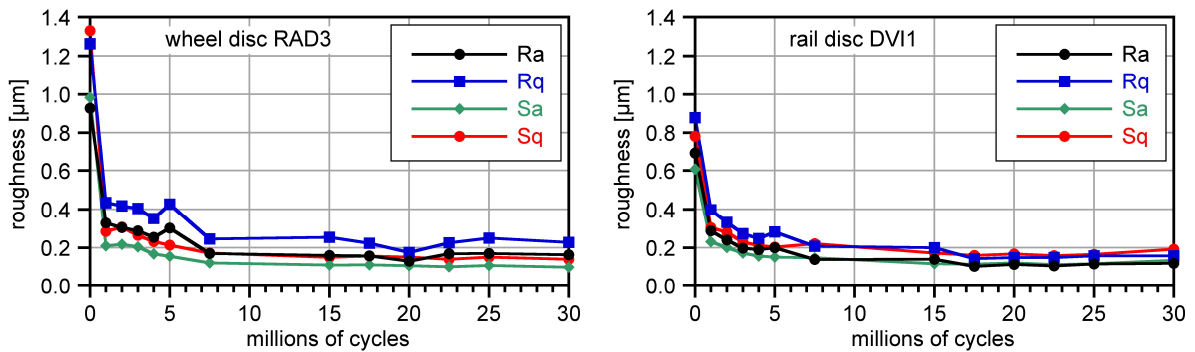 wheel disc RAD3
Ra
Rq
Sa
Sq
roughness [µm]
1.4
1.2
1.0
0.8
0.6
0.4
0.2
0.0
0 5 10 15 20 25 30
millions of cycles
rail disc DVI1
Ra
Rq
Sa
Sq
roughness [µm]
1.4
1.2
1.0
0.8
0.6
0.4
0.2
0.0
0 5 10 15 20 25 30
millions of cycles